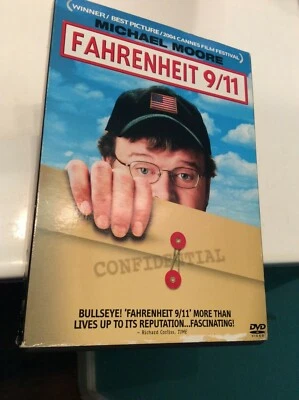 WINNER / BEST PICTURE / 2004 CANNES FILM FESTIVAL
MICHAEL MOORE
FAHRENHEIT 9/11
CONFIDENTIAL
BULLSEYE! 'FAHRENHEIT 9/11' MORE THAN
LIVES UP TO ITS REPUTATION...FASCINATING!
- Richard Corliss, TIME
DVD
VIDEO